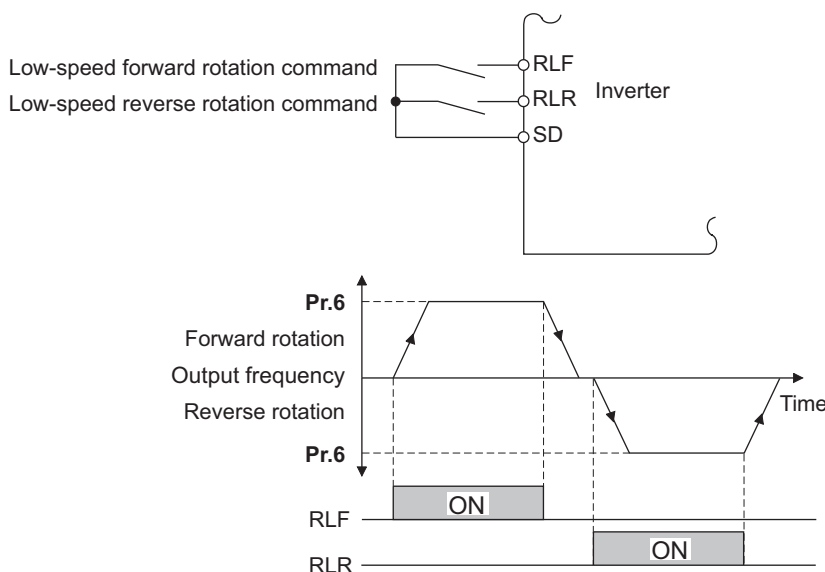 Low-speed forward rotation command
RLF
Inverter
Low-speed reverse rotation command
RLR
SD
Pr.6
Forward rotation
Output frequency
Time
Reverse rotation
Pr.6
ON
RLF
ON
RLR